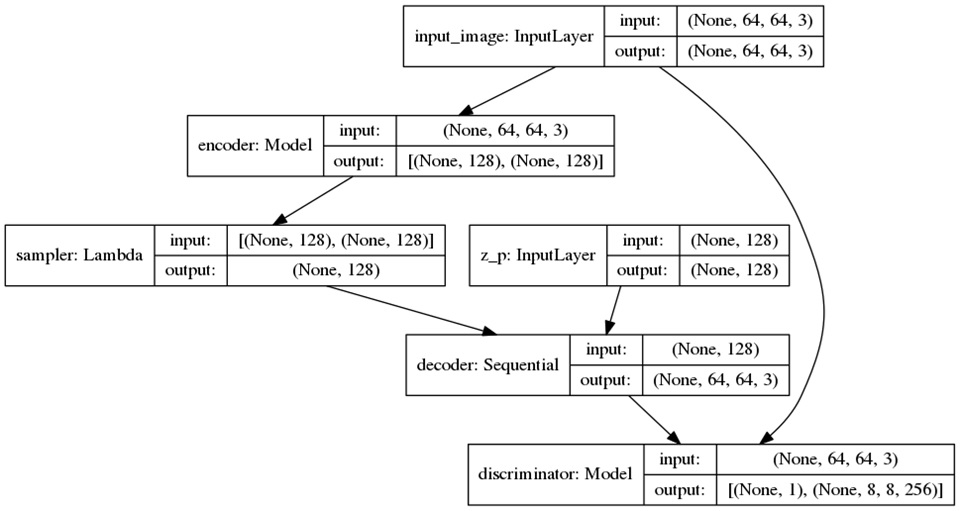 input_image: InputLayer
input: (None, 64, 64, 3)
output: (None, 64, 64, 3)
encoder: Model
input: (None, 64, 64, 3)
output: [(None, 128), (None, 128)]
sampler: Lambda
input: [(None, 128), (None, 128)]
output: (None, 128)
z_p: InputLayer
input: (None, 128)
output: (None, 128)
decoder: Sequential
input: (None, 128)
output: (None, 64, 64, 3)
discriminator: Model
input: (None, 64, 64, 3)
output: [(None, 1), (None, 8, 8, 256)]